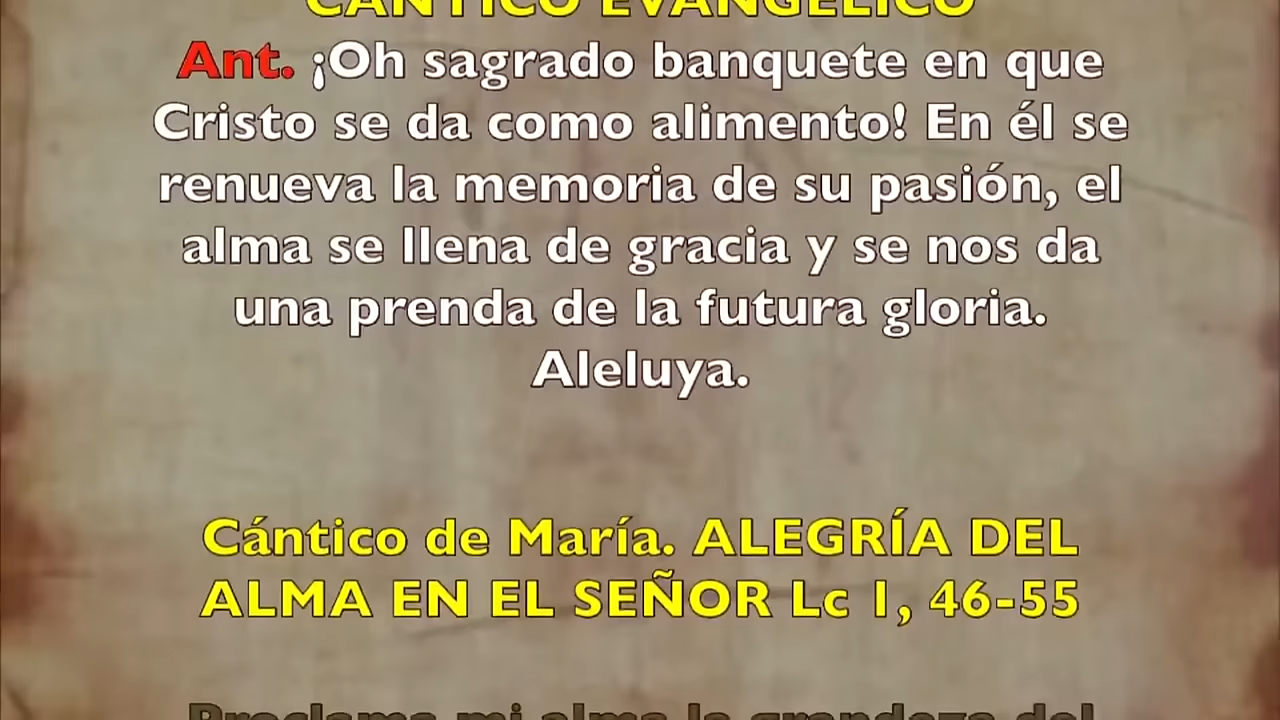 CÁNTICO EVANGÉLICO
Ant. ¡Oh sagrado banquete en que
Cristo se da como alimento! En él se
renueva la memoria de su pasión, el
alma se llena de gracia y se nos da
una prenda de la futura gloria.
Aleluya.
Cántico de María. ALEGRÍA DEL
ALMA EN EL SEÑOR Lc 1, 46-55
Proclama mi alma la grandeza del